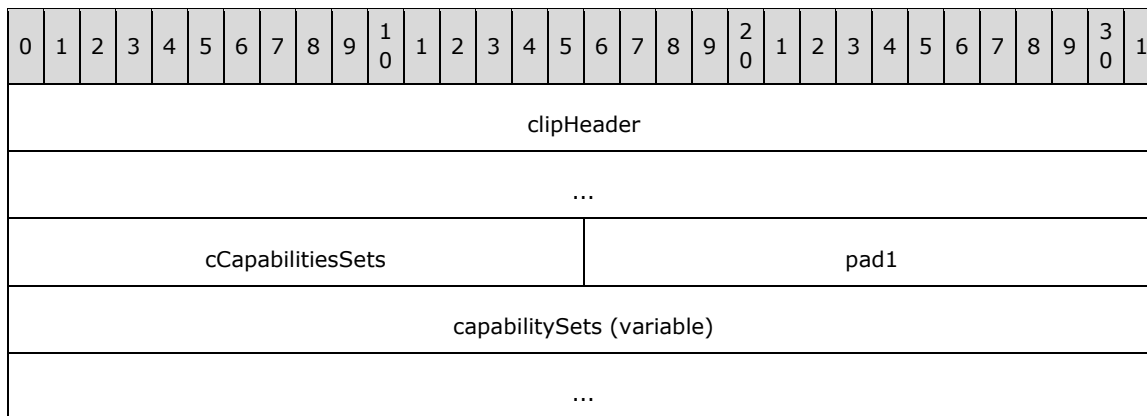 0 1 2 3 4 5 6 7 8 9 1 0 1 2 3 4 5 6 7 8 9 2 0 1 2 3 4 5 6 7 8 9 3 0 1
clipHeader
...
cCapabilitiesSets pad1
capabilitySets (variable)
...